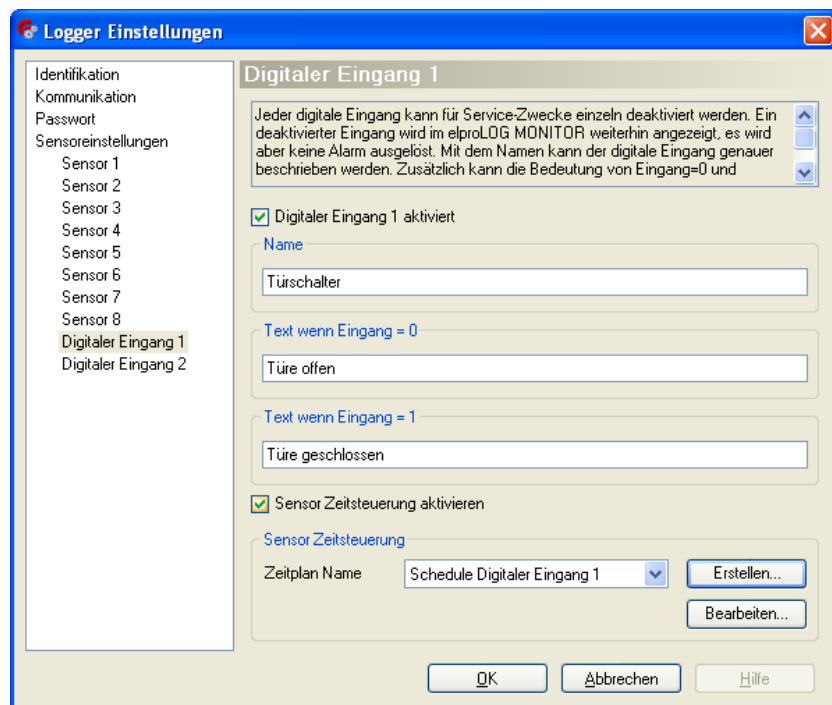 Logger Einstellungen
Identifikation
Kommunikation
Passwort
Sensoreinstellungen
Sensor 1
Sensor 2
Sensor 3
Sensor 4
Sensor 5
Sensor 6
Sensor 7
Sensor 8
Digitaler Eingang 1
Digitaler Eingang 2
Digitaler Eingang 1
Jeder digitale Eingang kann für Service-Zwecke einzeln deaktiviert werden. Ein
deaktivierter Eingang wird im elproLOG MONITOR weiterhin angezeigt, es wird
aber keine Alarm ausgelöst. Mit dem Namen kann der digitale Eingang genauer
beschrieben werden. Zusätzlich kann die Bedeutung von Eingang=0 und
Digitaler Eingang 1 aktiviert
Name
Türschalter
Text wenn Eingang = 0
Türe offen
Text wenn Eingang = 1
Türe geschlossen
Sensor Zeitsteuerung aktivieren
Sensor Zeitsteuerung
Zeitplan Name
Schedule Digitaler Eingang 1
Erstellen...
Bearbeiten...
OK
Abbrechen
Hilfe